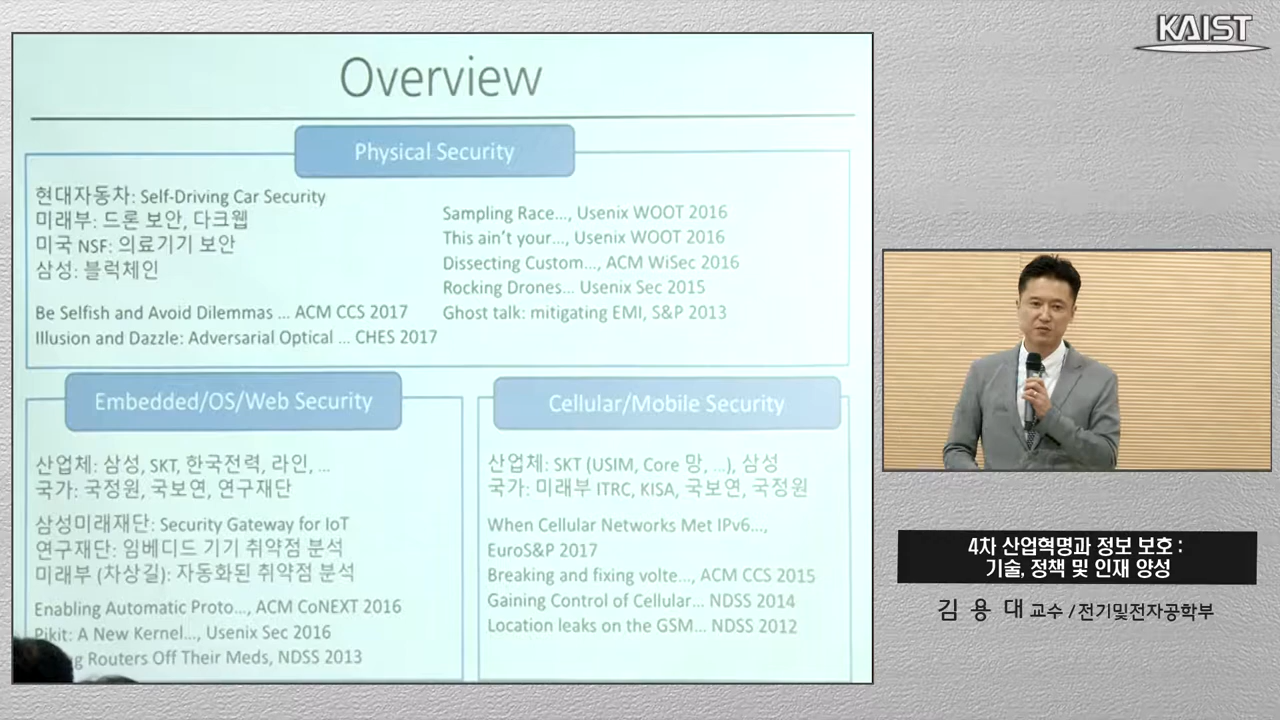 KAIST
Overview
Physical Security
현대자동차: Self-Driving Car Security
미래부: 드론 보안, 다크웹
미국 NSF: 의료기기 보안
삼성: 블럭체인
Be Selfish and Avoid Dilemmas ... ACM 2017
Illusion and Dazzle: Adversarial Optical ... CHES 2017
Sampling Race..., Usenix WOOT 2016
This ain't your..., Usenix WOOT 2016
Dissecting Custom..., ACM WiSec 2016
Rocking Drones... Usenix Sec 2015
Ghost talk: mitigating EMI, S&P 2013
Embedded/OS/Web Security
산업체: 삼성, SKT, 한국전력, 라인, ...
국가: 국정원, 국보연, 연구재단
삼성미래재단: Security Gateway for IoT
연구재단: 임베디드 기기 취약점 분석
미래부 (차상길): 자동화된 취약점 분석
Enabling Automatic Proto..., ACM CoNEXT 2016
Pikit: A New Kernel..., Usenix Sec 2016
Routers Off Their Meds, NDSS 2013
Cellular/Mobile Security
산업체: SKT (USIM, Core 망, ...), 삼성
국가: 미래부 ITRC, KISA, 국보연, 국정원
When Cellular Networks Met IPv6...,
EuroS&P 2017
Breaking and fixing volte..., ACM CCS 2015
Gaining Control of Cellular... NDSS 2014
Location leaks on the GSM... NDSS 2012
4차 산업혁명과 정보 보호 :
기술, 정책 및 인재 양성
김 용 대 교수 / 전기및전자공학부